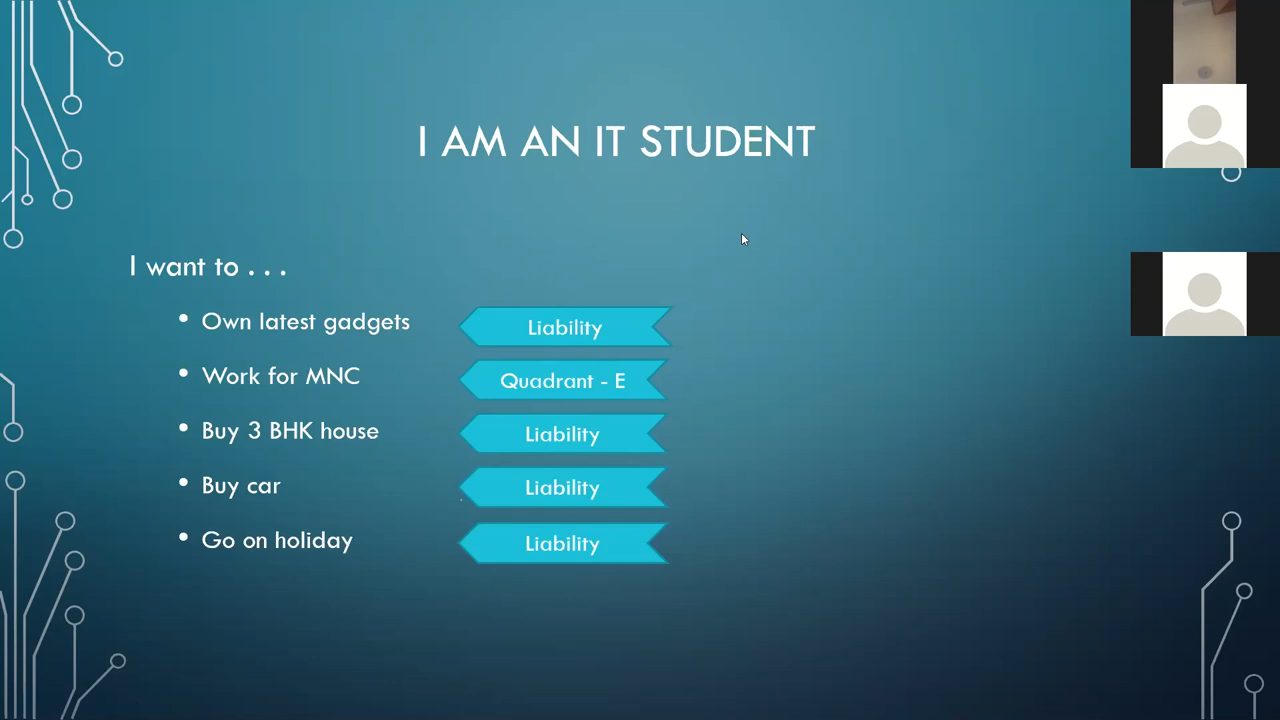 I AM AN IT STUDENT
I want to . . .
• Own latest gadgets
Liability
• Work for MNC
Quadrant - E
• Buy 3 BHK house
Liability
• Buy car
Liability
• Go on holiday
Liability